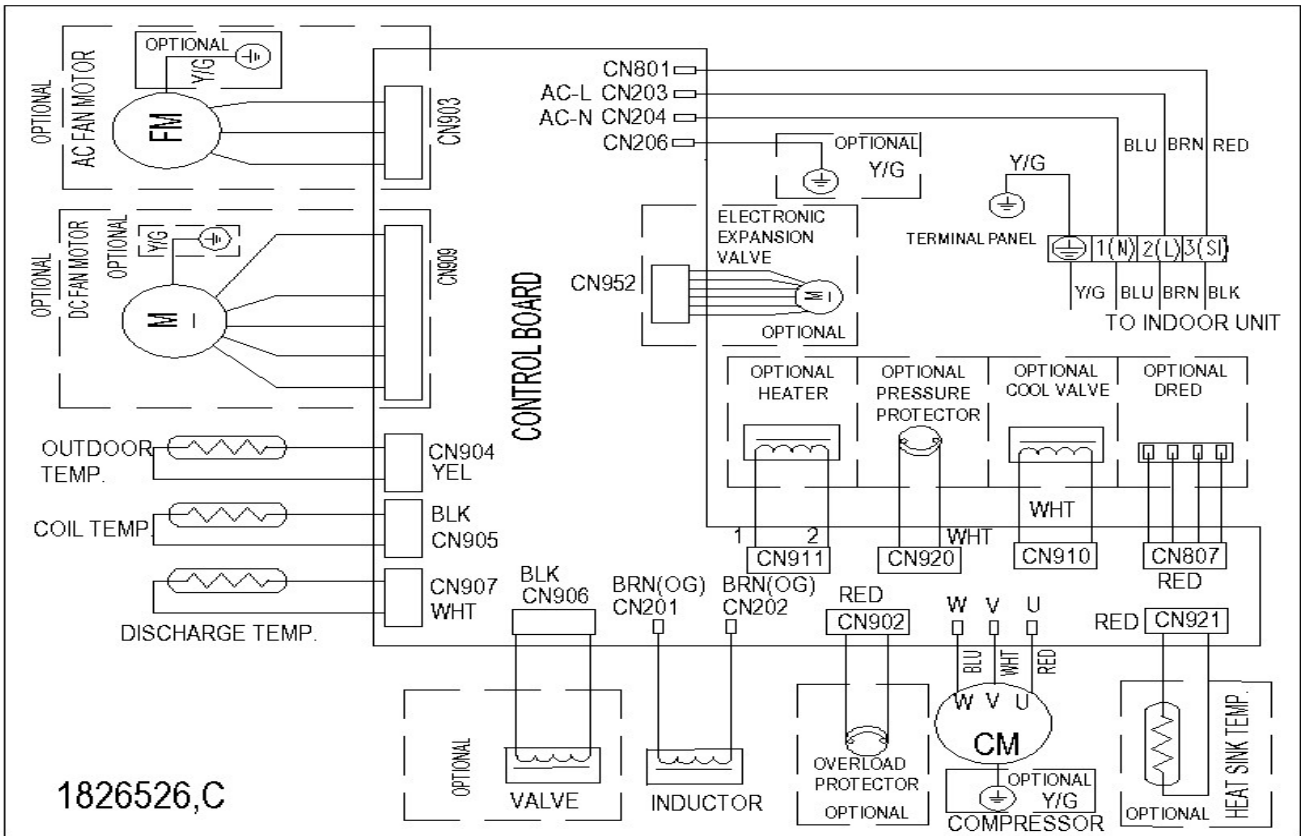 OPTIONAL
Y/G
OPTIONAL
AC FAN MOTOR
FM
CN903
OPTIONAL
DC FAN MOTOR
OPTIONAL
Y/G
M
CN909
CONTROL BOARD
CN801
AC-L CN203
AC-N CN204
CN206
OPTIONAL
Y/G
BLU BRN RED
Y/G
TERMINAL PANEL
1(N) 2(L) 3(SI)
Y/G BLU BRN BLK
TO INDOOR UNIT
ELECTRONIC
EXPANSION
VALVE
CN952
M
OPTIONAL
OPTIONAL
HEATER
OPTIONAL
PRESSURE
PROTECTOR
OPTIONAL
COOL VALVE
OPTIONAL
DRED
OUTDOOR
TEMP.
CN904
YEL
COIL TEMP.
BLK
CN905
CN907
WHT
DISCHARGE TEMP.
1 2
CN911
WHT
CN920
WHT
CN910
CN807
RED
BLK
CN906
BRN(OG)
CN201
BRN(OG)
CN202
RED
CN902
W V U
BLU WHT RED
RED CN921
OPTIONAL
VALVE
INDUCTOR
OVERLOAD
PROTECTOR
OPTIONAL
W V U
CM
OPTIONAL
Y/G
COMPRESSOR
HEAT SINK TEMP.
OPTIONAL
1826526,C